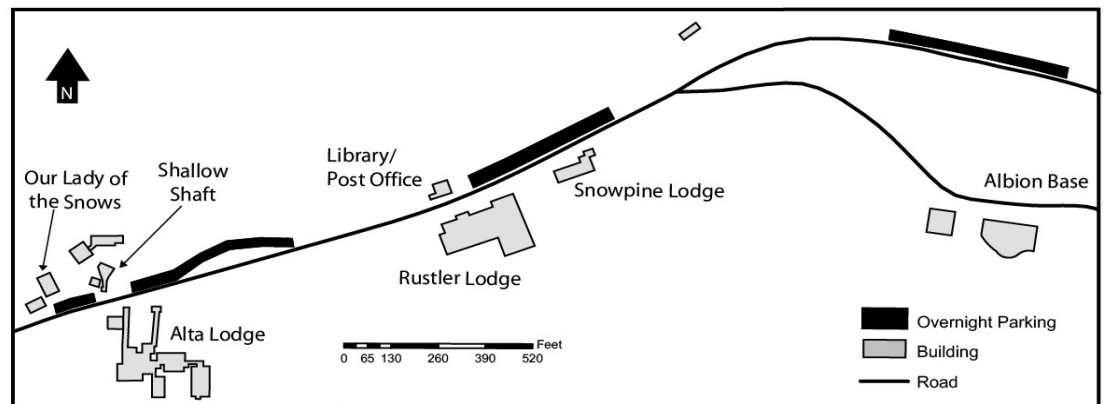 N
Our Lady of
the Snows
Shallow
Shaft
Library/
Post Office
Snowpine Lodge
Albion Base
Rustler Lodge
Alta Lodge
Feet
0 65 130 260 390 520
Overnight Parking
Building
Road